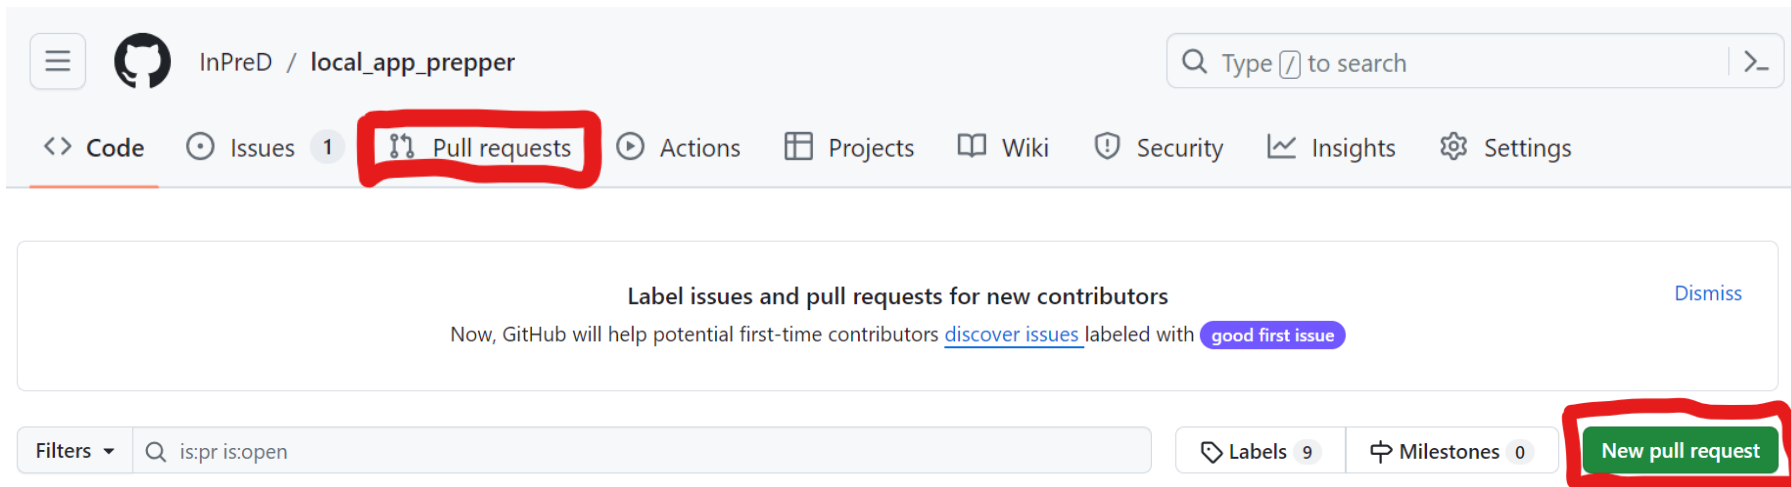 InPreD / local_app_prepper
Type / to search
Code Issues 1 Pull requests Actions Projects Wiki Security Insights Settings
Label issues and pull requests for new contributors
Dismiss
Now, GitHub will help potential first-time contributors discover issues labeled with good first issue
Filters is:pr is:open Labels 9 Milestones 0 New pull request